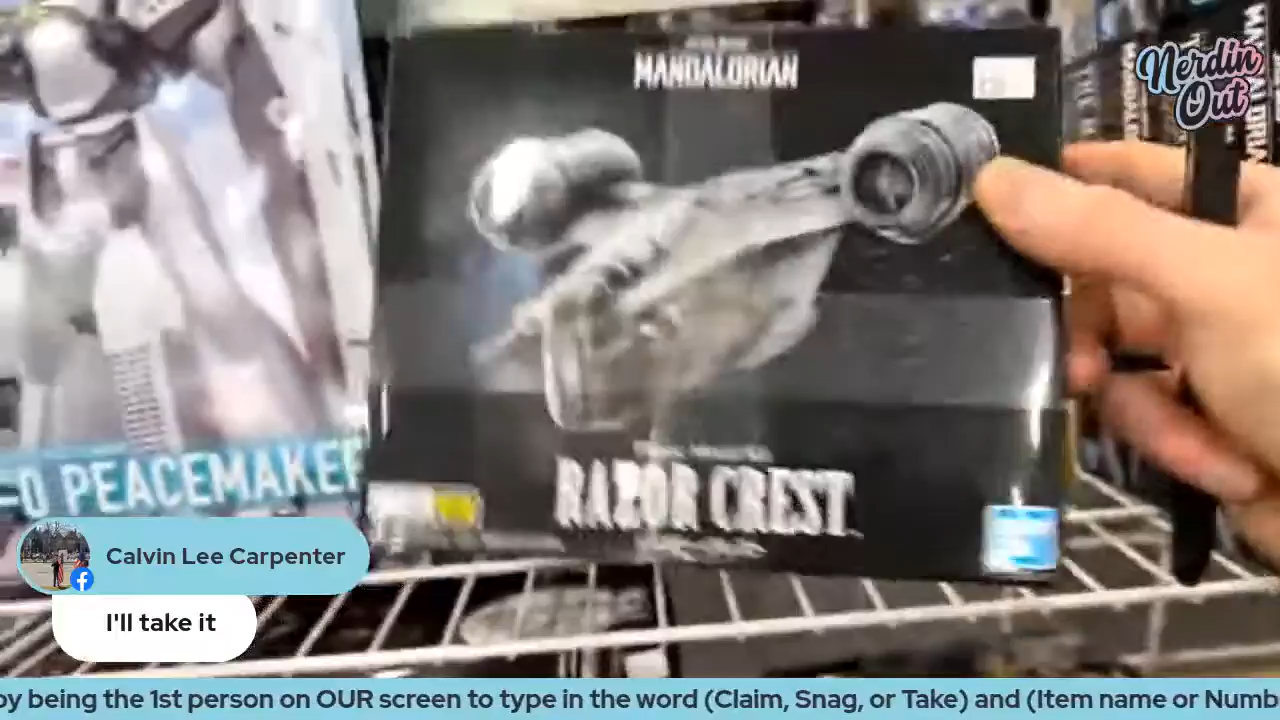 MANDALORIAN
Nerdin
Out
RAZOR CREST
PEACEMAKER
Calvin Lee Carpenter
I'll take it
by being the 1st person on OUR screen to type in the word (Claim, Snag, or Take) and (Item name or Numb